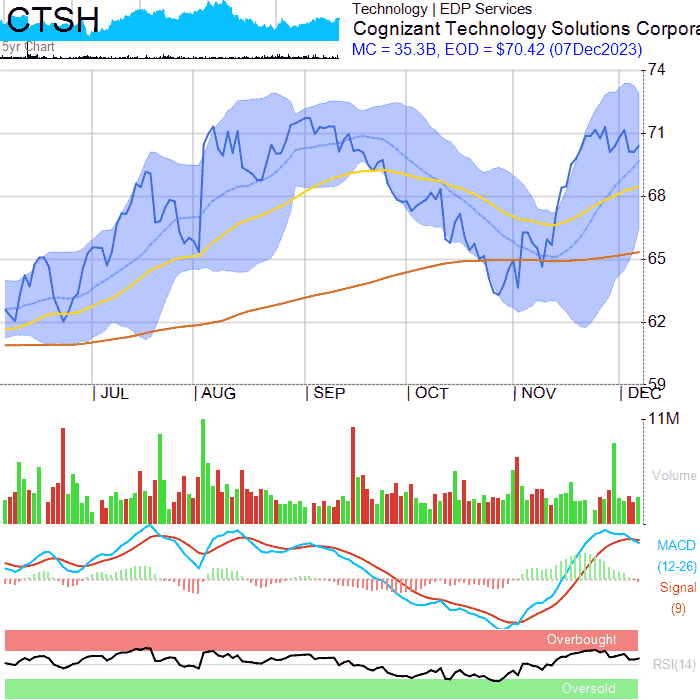 CTSH
5yr Chart
Technology | EDP Services
Cognizant Technology Solutions Corpora
MC = 35.3B, EOD = $70.42 (07Dec2023)
74
71
68
65
62
59
JUL AUG SEP OCT NOV DEC
11M
Volume
MACD
(12-26)
Signal
(9)
Overbought
RSI(14)
Oversold